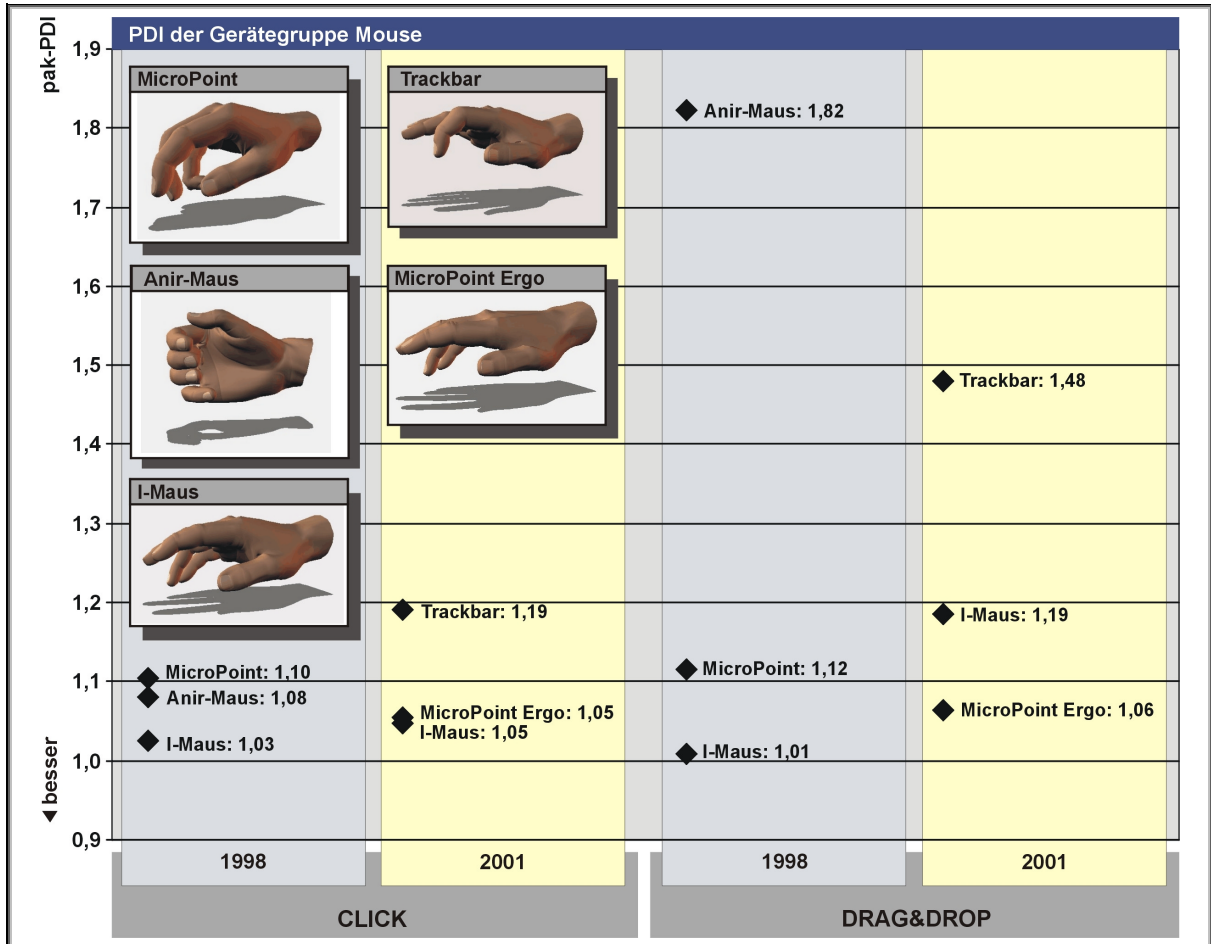 PDI der Gerätegruppe Mouse
pak-PDI
◄ besser
1,9
1,8
1,7
1,6
1,5
1,4
1,3
1,2
1,1
1,0
0,9
MicroPoint
Anir-Maus
I-Maus
MicroPoint: 1,10
Anir-Maus: 1,08
I-Maus: 1,03
Trackbar
MicroPoint Ergo
Trackbar: 1,19
MicroPoint Ergo: 1,05
I-Maus: 1,05
Anir-Maus: 1,82
MicroPoint: 1,12
I-Maus: 1,01
Trackbar: 1,48
I-Maus: 1,19
MicroPoint Ergo: 1,06
1998
2001
1998
2001
CLICK
DRAG&DROP